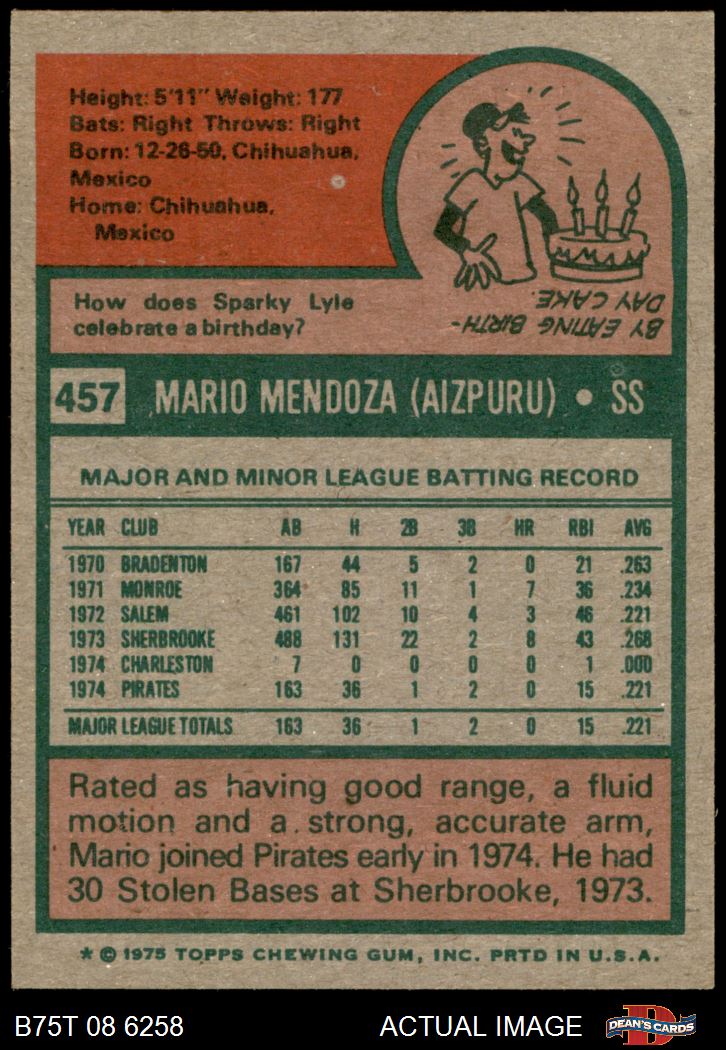 Height: 5'11" Weight: 177
Bats: Right Throws: Right
Born: 12-26-50, Chihuahua,
Mexico
Home: Chihuahua,
Mexico
How does Sparky Lyle
celebrate a birthday?
BY EATING BIRTH-
DAY CAKE.
457 MARIO MENDOZA (AIZPURU) • SS
MAJOR AND MINOR LEAGUE BATTING RECORD
YEAR CLUB AB H 2B 3B HR RBI AVG
1970 BRADENTON 167 44 5 2 0 21 .263
1971 MONROE 364 85 11 1 7 36 .234
1972 SALEM 461 102 10 4 3 46 .221
1973 SHERBROOKE 488 131 22 2 8 43 .268
1974 CHARLESTON 7 0 0 0 0 1 .000
1974 PIRATES 163 36 1 2 0 15 .221
MAJOR LEAGUE TOTALS 163 36 1 2 0 15 .221
Rated as having good range, a fluid
motion and a strong, accurate arm,
Mario joined Pirates early in 1974. He had
30 Stolen Bases at Sherbrooke, 1973.
* © 1975 TOPPS CHEWING GUM, INC. PRTD IN U.S.A.
B75T 08 6258 ACTUAL IMAGE DEAN'S CARDS